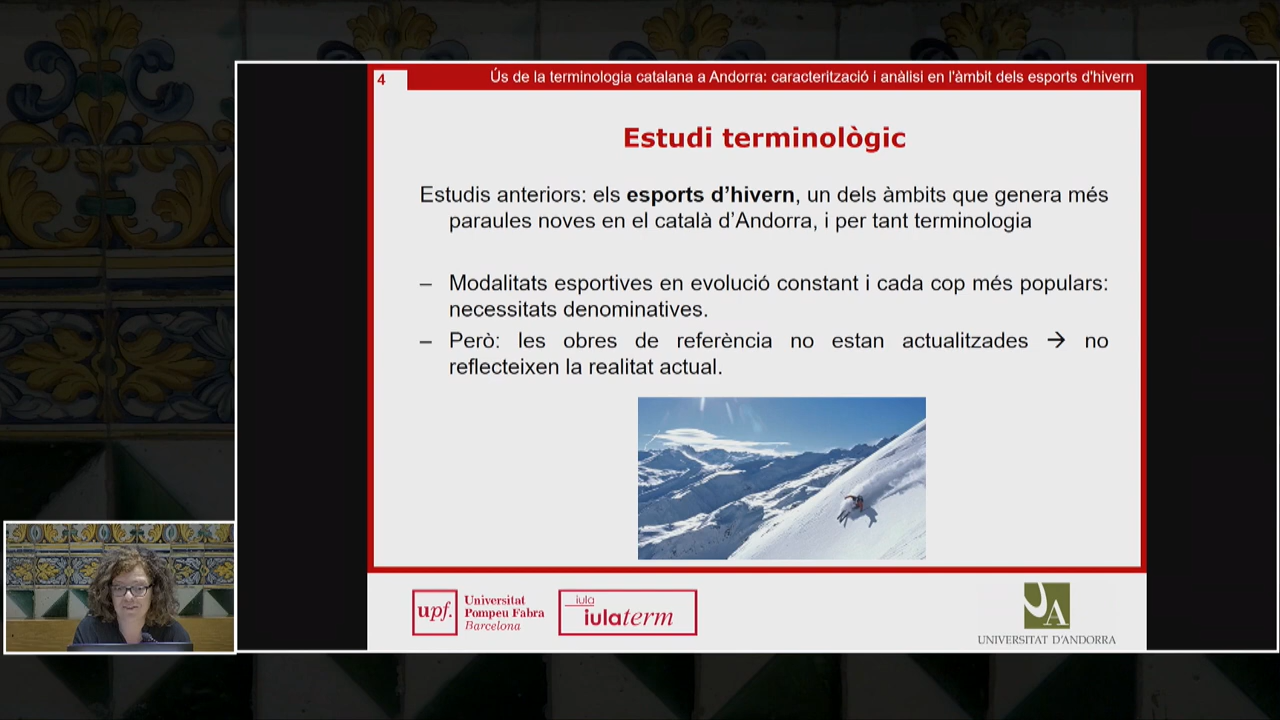 4
Ús de la terminologia catalana a Andorra: caracterització i anàlisi en l'àmbit dels esports d'hivern
Estudi terminològic
Estudis anteriors: els esports d’hivern, un dels àmbits que genera més
paraules noves en el català d’Andorra, i per tant terminologia
– Modalitats esportives en evolució constant i cada cop més populars:
necessitats denominatives.
– Però: les obres de referència no estan actualitzades → no
reflecteixen la realitat actual.
upf.
Universitat
Pompeu Fabra
Barcelona
iula
iulaterm
UA
UNIVERSITAT D'ANDORRA